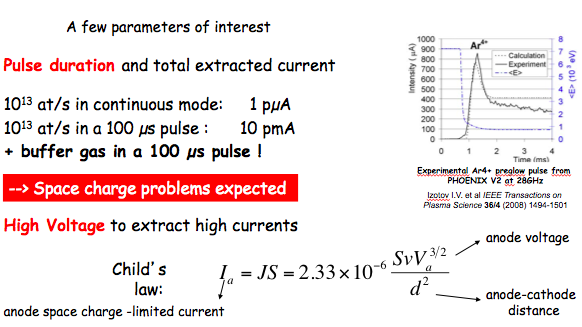 A few parameters of interest
Pulse duration and total extracted current
10¹³ at/s in continuous mode: 1 pμA
10¹³ at/s in a 100 μs pulse : 10 pmA
+ buffer gas in a 100 μs pulse !
--> Space charge problems expected
High Voltage to extract high currents
Child's law:
I_a = JS = 2.33×10⁻⁶ SvV_a^{3/2} / d²
anode voltage
anode-cathode distance
anode space charge -limited current
Ar⁴⁺
Calculation
Experiment
<E>
Intensity (μA)
1000
900
800
700
600
500
400
300
200
100
0
0 1 2 3 4
Time (ms)
8
7
6
5
4
3
2
1
0
<E> (10³ eV)
Experimental Ar4+ preglow pulse from
PHOENIX V2 at 28GHz
Izotov I.V. et al IEEE Transactions on
Plasma Science 36/4 (2008) 1494-1501